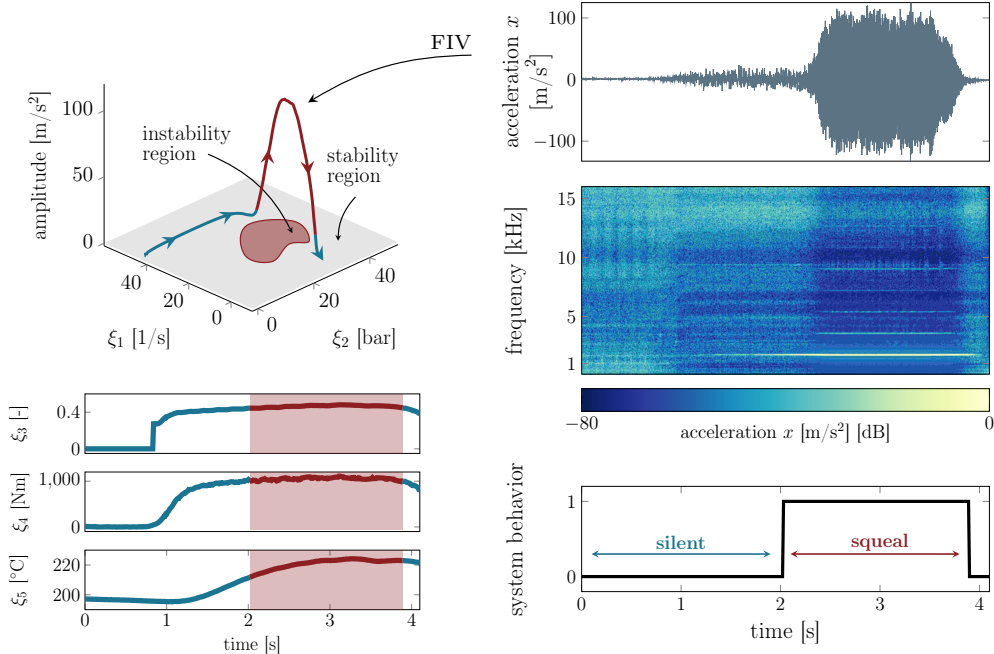 FIV
amplitude [m/s²]
100
50
0
instability
region
stability
region
40
20
0
ξ₁ [1/s]
0
20
40
ξ₂ [bar]
acceleration x
[m/s²]
100
0
−100
frequency [kHz]
15
10
5
1
−80
0
acceleration x [m/s²] [dB]
ξ₃ [-]
0.4
0
ξ₄ [Nm]
1,000
0
ξ₅ [°C]
220
200
0
1
2
3
4
time [s]
system behavior
1
0
silent
squeal
0
1
2
3
4
time [s]